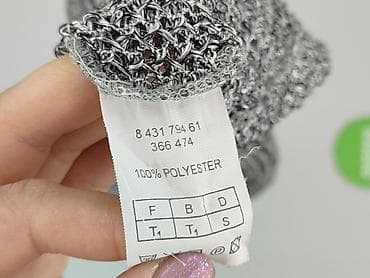 8 431 794 61
366 474
100% POLYESTER
F B D
T1 T1 S